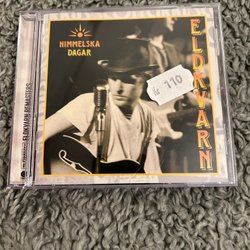 HIMMELSKA
DAGAR
ELDKVARN
110
ELDKVARN REMASTERS